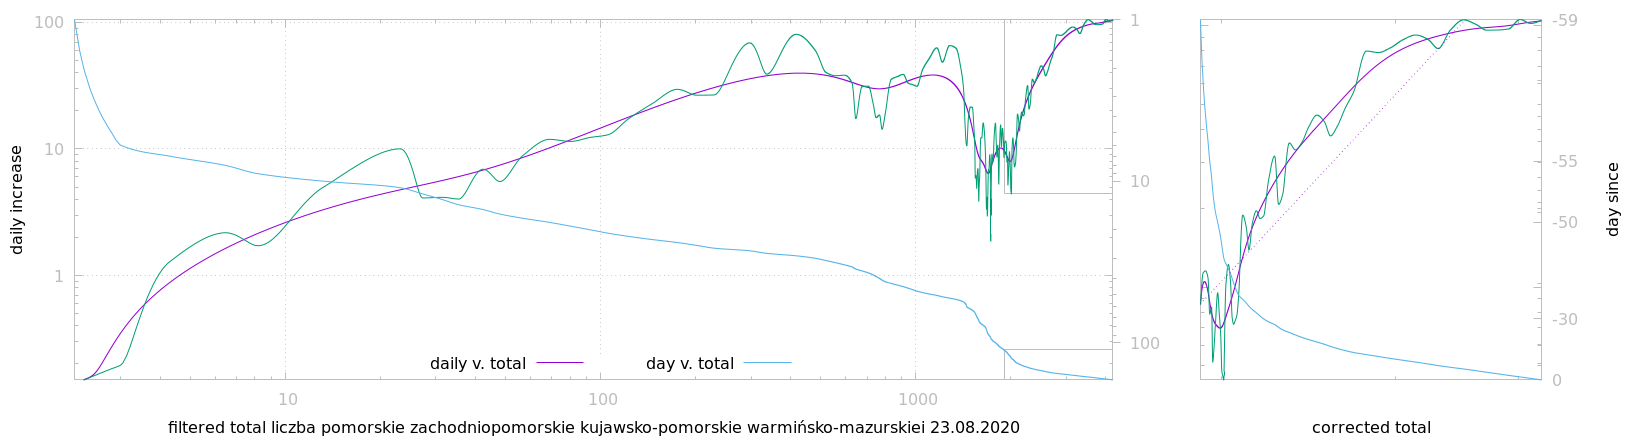 100
10
1
daily increase
1
10
100
daily v. total
day v. total
10
100
1000
filtered total liczba pomorskie zachodniopomorskie kujawsko-pomorskie warmińsko-mazurskiei 23.08.2020
-59
-55
-50
-30
0
day since
corrected total